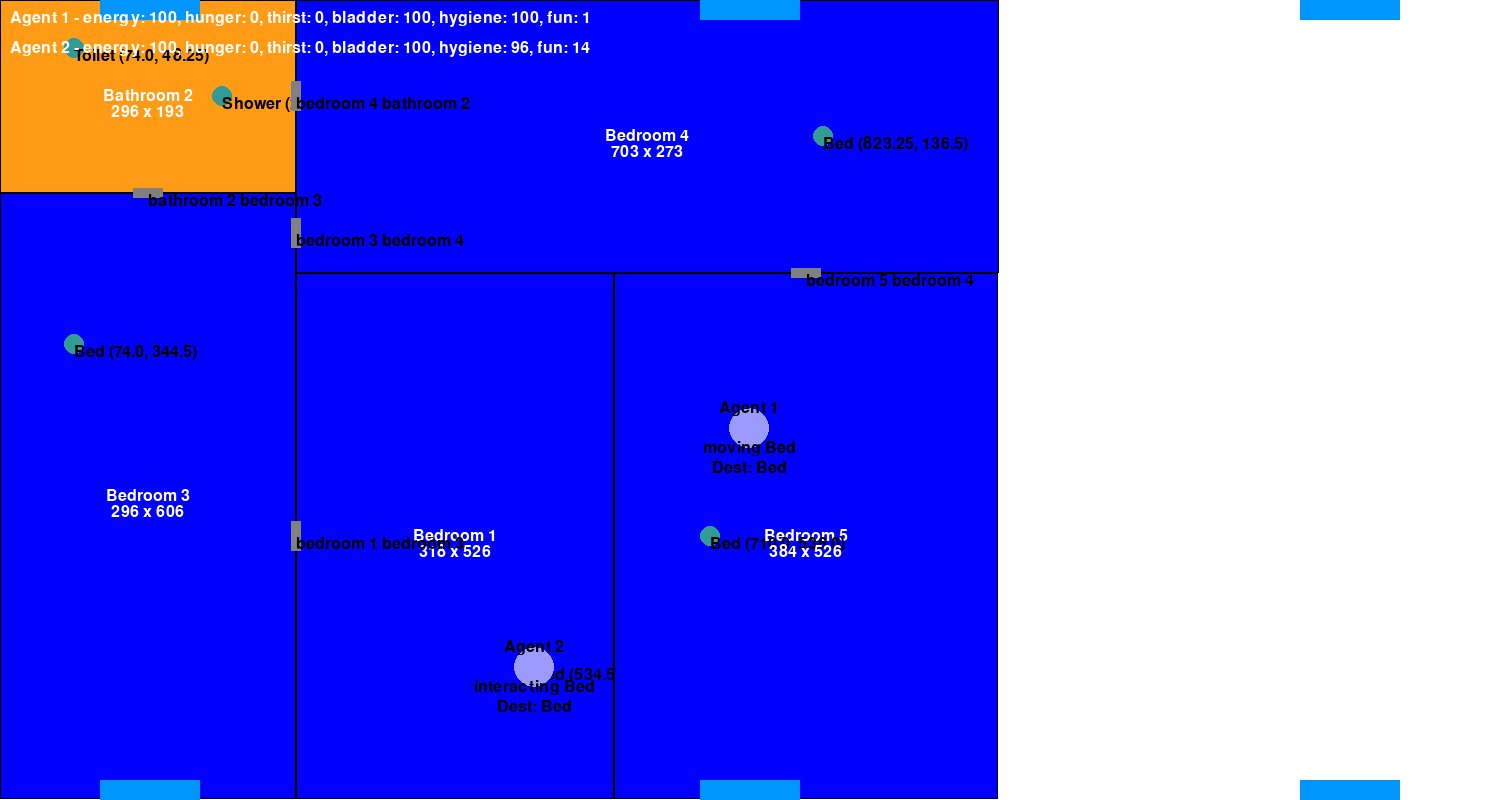 Agent 1 - energy: 100, hunger: 0, thirst: 0, bladder: 100, hygiene: 100, fun: 1
Agent 2 - energy: 100, hunger: 0, thirst: 0, bladder: 100, hygiene: 96, fun: 14
Toilet (74.0, 48.25)
Bathroom 2
296 x 193
Shower (
bedroom 4 bathroom 2
Bedroom 4
703 x 273
Bed (823.25, 136.5)
bathroom 2 bedroom 3
bedroom 3 bedroom 4
bedroom 5 bedroom 4
Bed (74.0, 344.5)
Agent 1
moving Bed
Dest: Bed
Bedroom 3
296 x 606
bedroom 1 bedroom 3
Bedroom 1
318 x 526
Bed
Bedroom 5
384 x 526
Agent 2
(534.5
interacting Bed
Dest: Bed